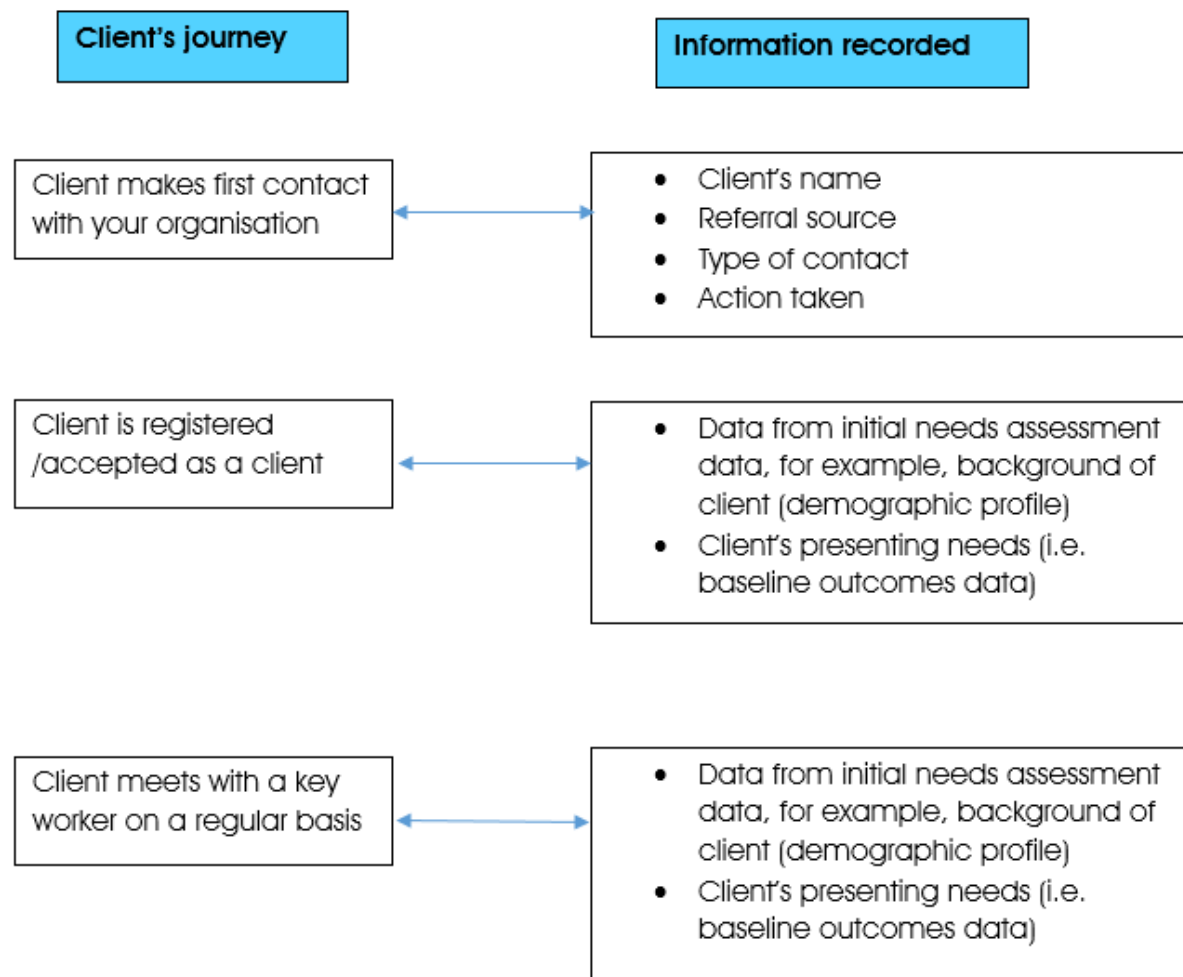 Client's journey
Information recorded
Client makes first contact
with your organisation
• Client's name
• Referral source
• Type of contact
• Action taken
Client is registered
/accepted as a client
• Data from initial needs assessment
data, for example, background of
client (demographic profile)
• Client's presenting needs (i.e.
baseline outcomes data)
Client meets with a key
worker on a regular basis
• Data from initial needs assessment
data, for example, background of
client (demographic profile)
• Client's presenting needs (i.e.
baseline outcomes data)